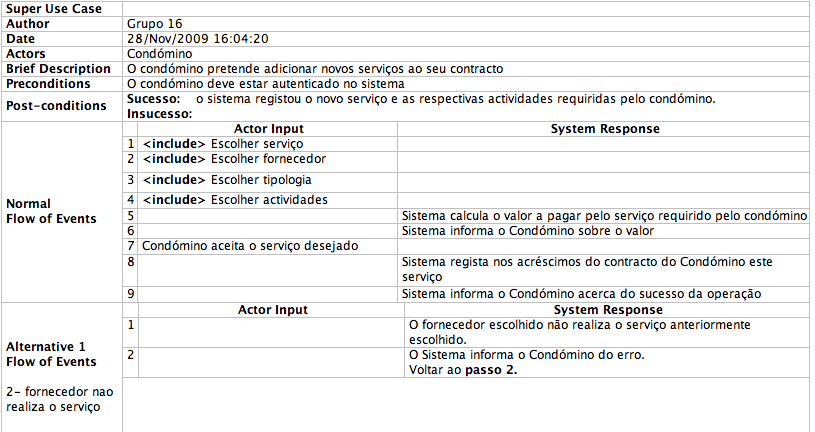 Super Use Case
Author Grupo 16
Date 28/Nov/2009 16:04:20
Actors Condómino
Brief Description O condómino pretende adicionar novos serviços ao seu contracto
Preconditions O condómino deve estar autenticado no sistema
Post-conditions Sucesso: o sistema registou o novo serviço e as respectivas actividades requiridas pelo condómino.
Insucesso:
Normal
Flow of Events
Actor Input System Response
1 <include> Escolher serviço
2 <include> Escolher fornecedor
3 <include> Escolher tipologia
4 <include> Escolher actividades
5 Sistema calcula o valor a pagar pelo serviço requirido pelo condómino
6 Sistema informa o Condómino sobre o valor
7 Condómino aceita o serviço desejado
8 Sistema regista nos acréscimos do contracto do Condómino este
serviço
9 Sistema informa o Condómino acerca do sucesso da operação
Alternative 1
Flow of Events
2- fornecedor nao
realiza o serviço
Actor Input System Response
1 O fornecedor escolhido não realiza o serviço anteriormente
escolhido.
2 O Sistema informa o Condómino do erro.
Voltar ao passo 2.